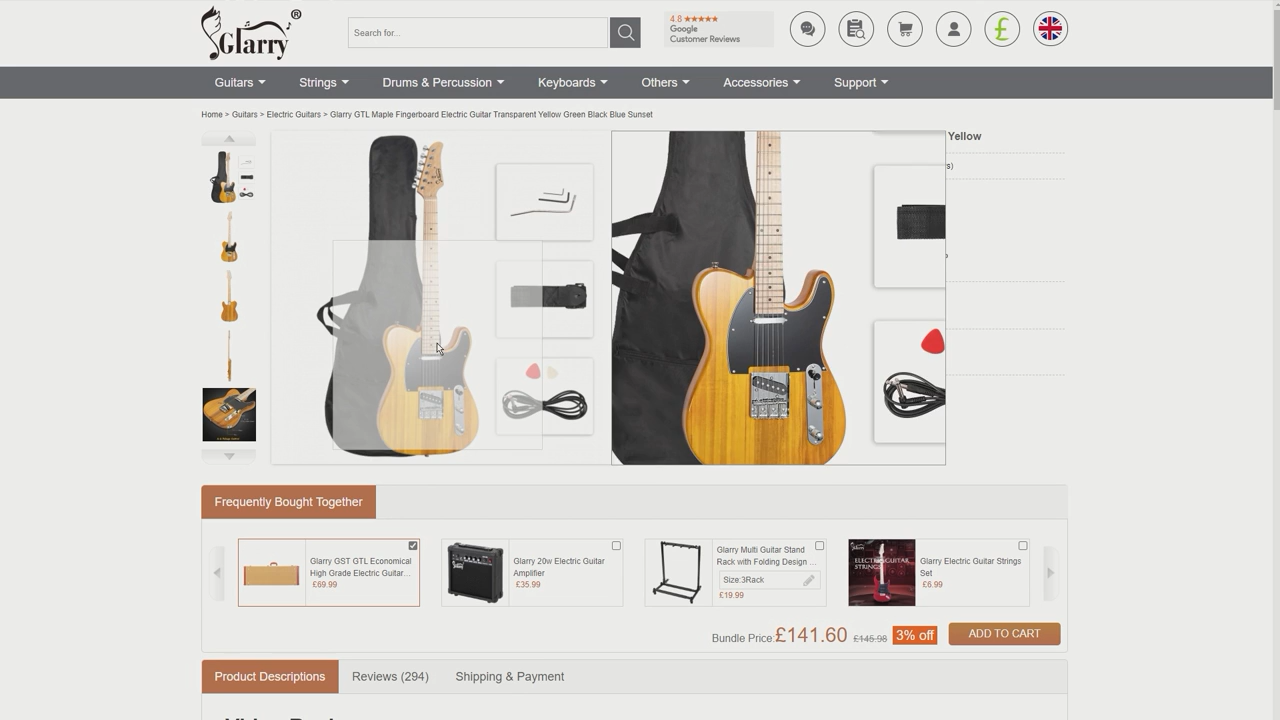 Glarry ®
Search for...
4.8 ★★★★★
Google
Customer Reviews
£
Guitars
Strings
Drums & Percussion
Keyboards
Others
Accessories
Support
Home > Guitars > Electric Guitars > Glarry GTL Maple Fingerboard Electric Guitar Transparent Yellow Green Black Blue Sunset
Yellow
s)
Frequently Bought Together
Glarry GST GTL Economical
High Grade Electric Guitar...
£69.99
Glarry 20w Electric Guitar
Amplifier
£35.99
Glarry Multi Guitar Stand
Rack with Folding Design ...
Size:3Rack
£19.99
ELECTRIC GUITAR
STRINGS
Glarry Electric Guitar Strings
Set
£6.99
Bundle Price:£141.60 £145.98 3% off
ADD TO CART
Product Descriptions
Reviews (294)
Shipping & Payment